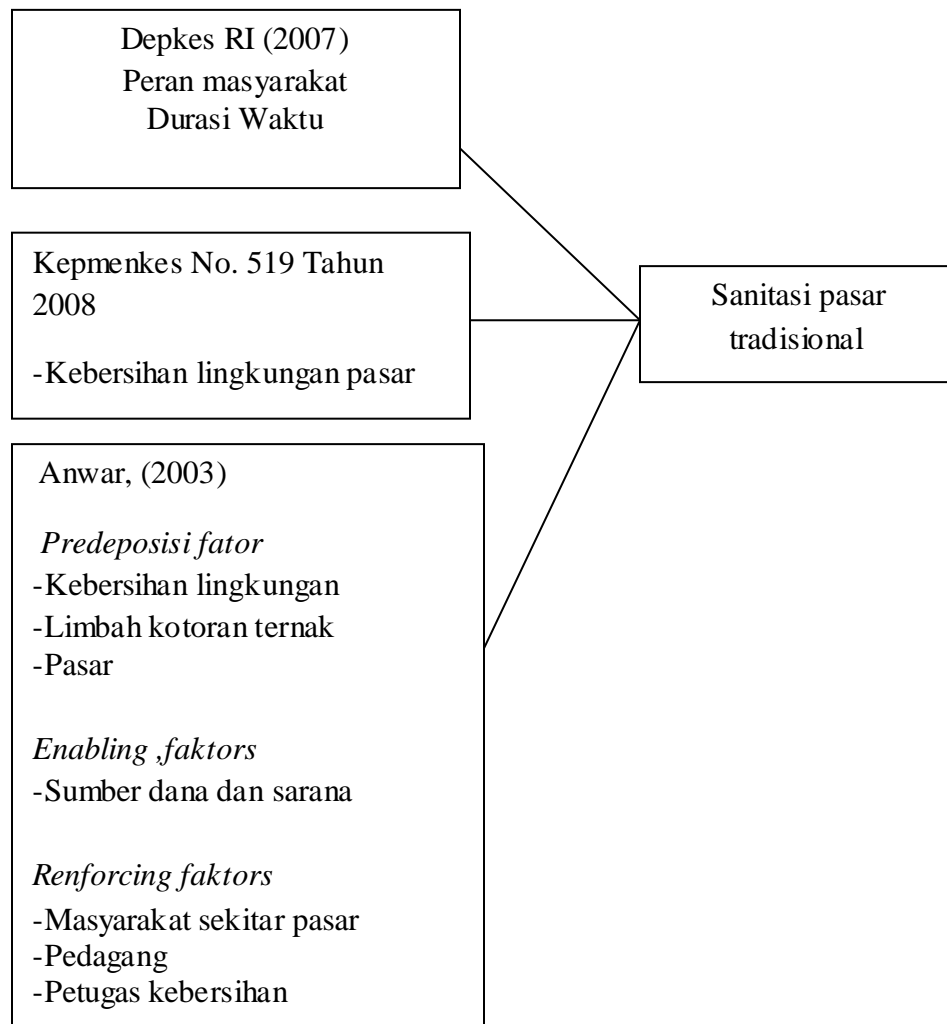 Depkes RI (2007)
Peran masyarakat
Durasi Waktu
Kepmenkes No. 519 Tahun
2008
-Kebersihan lingkungan pasar
Anwar, (2003)
Predeposisi fator
-Kebersihan lingkungan
-Limbah kotoran ternak
-Pasar
Enabling ,faktors
-Sumber dana dan sarana
Renforcing faktors
-Masyarakat sekitar pasar
-Pedagang
-Petugas kebersihan
Sanitasi pasar
tradisional